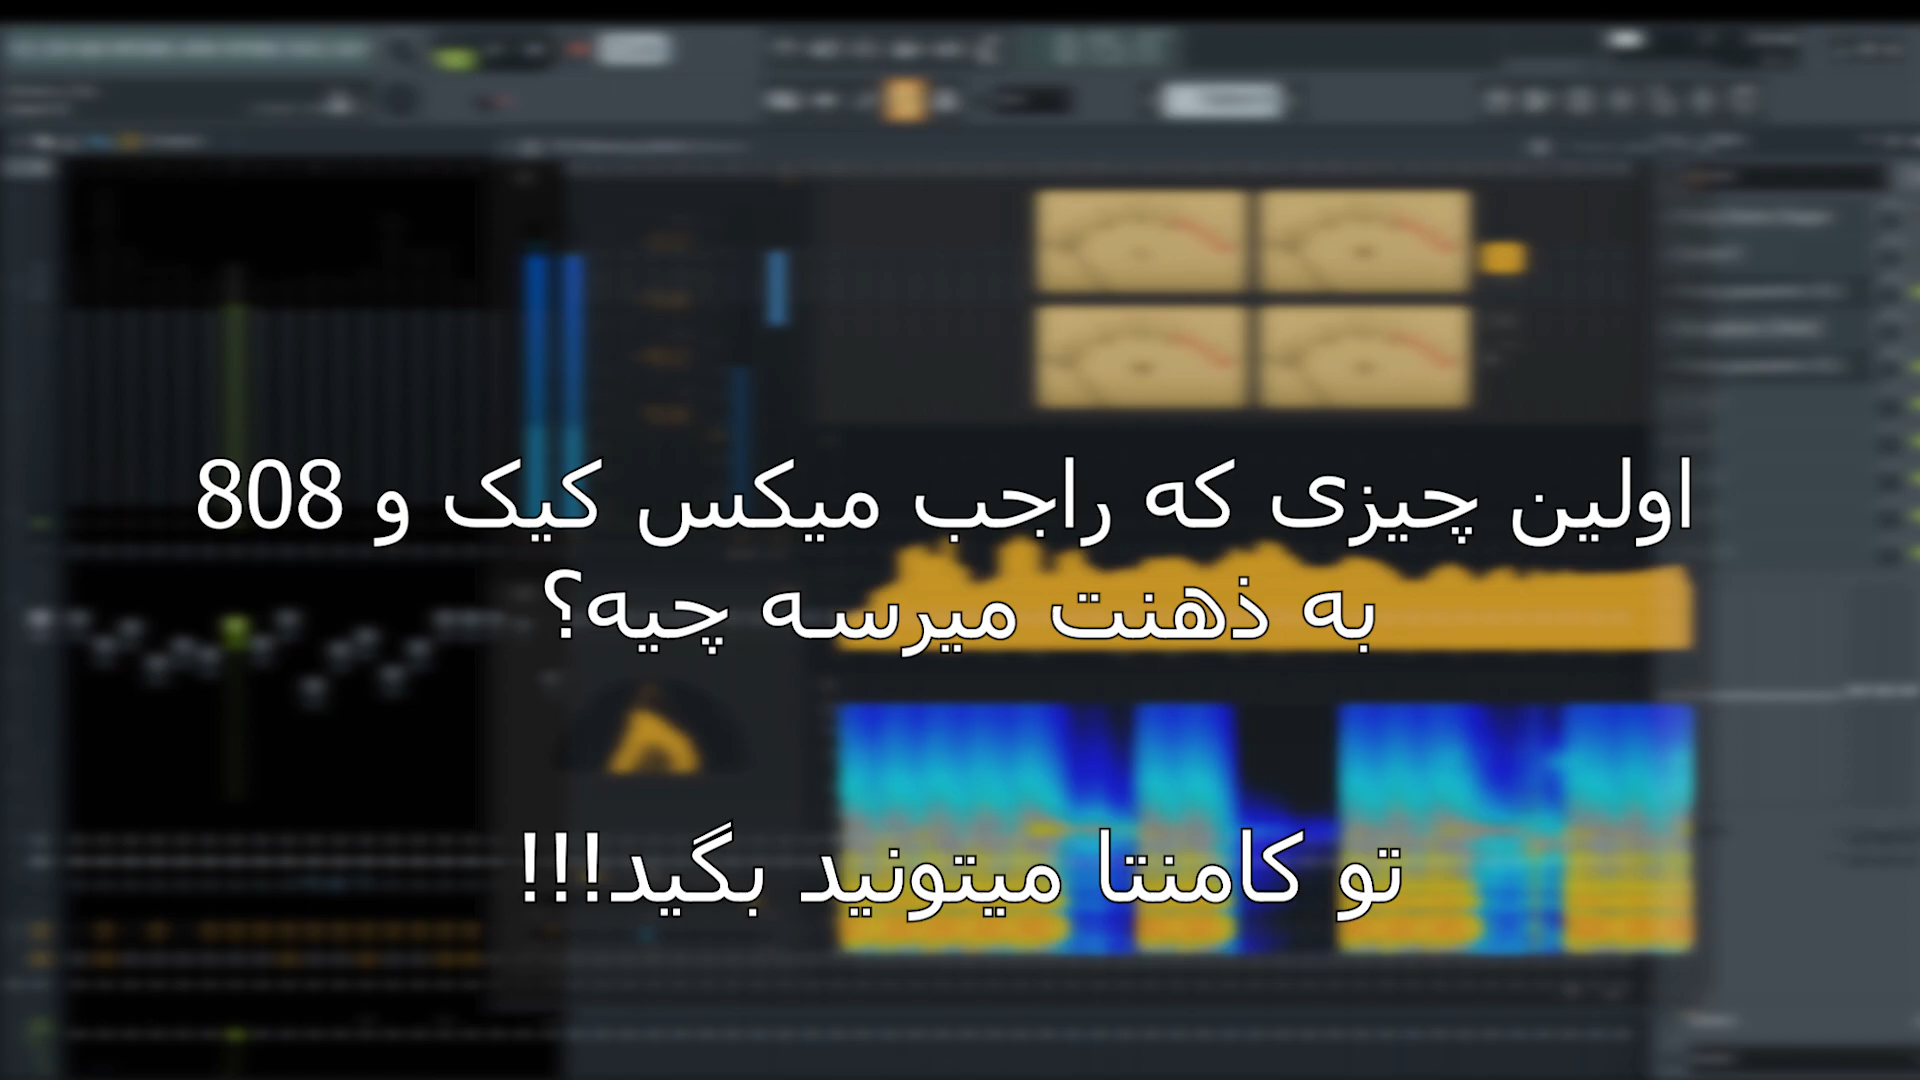 اولین چیزی که راجب میکس کیک و 808
به ذهنت میرسه چیه؟
تو کامنتا میتونید بگید!!!